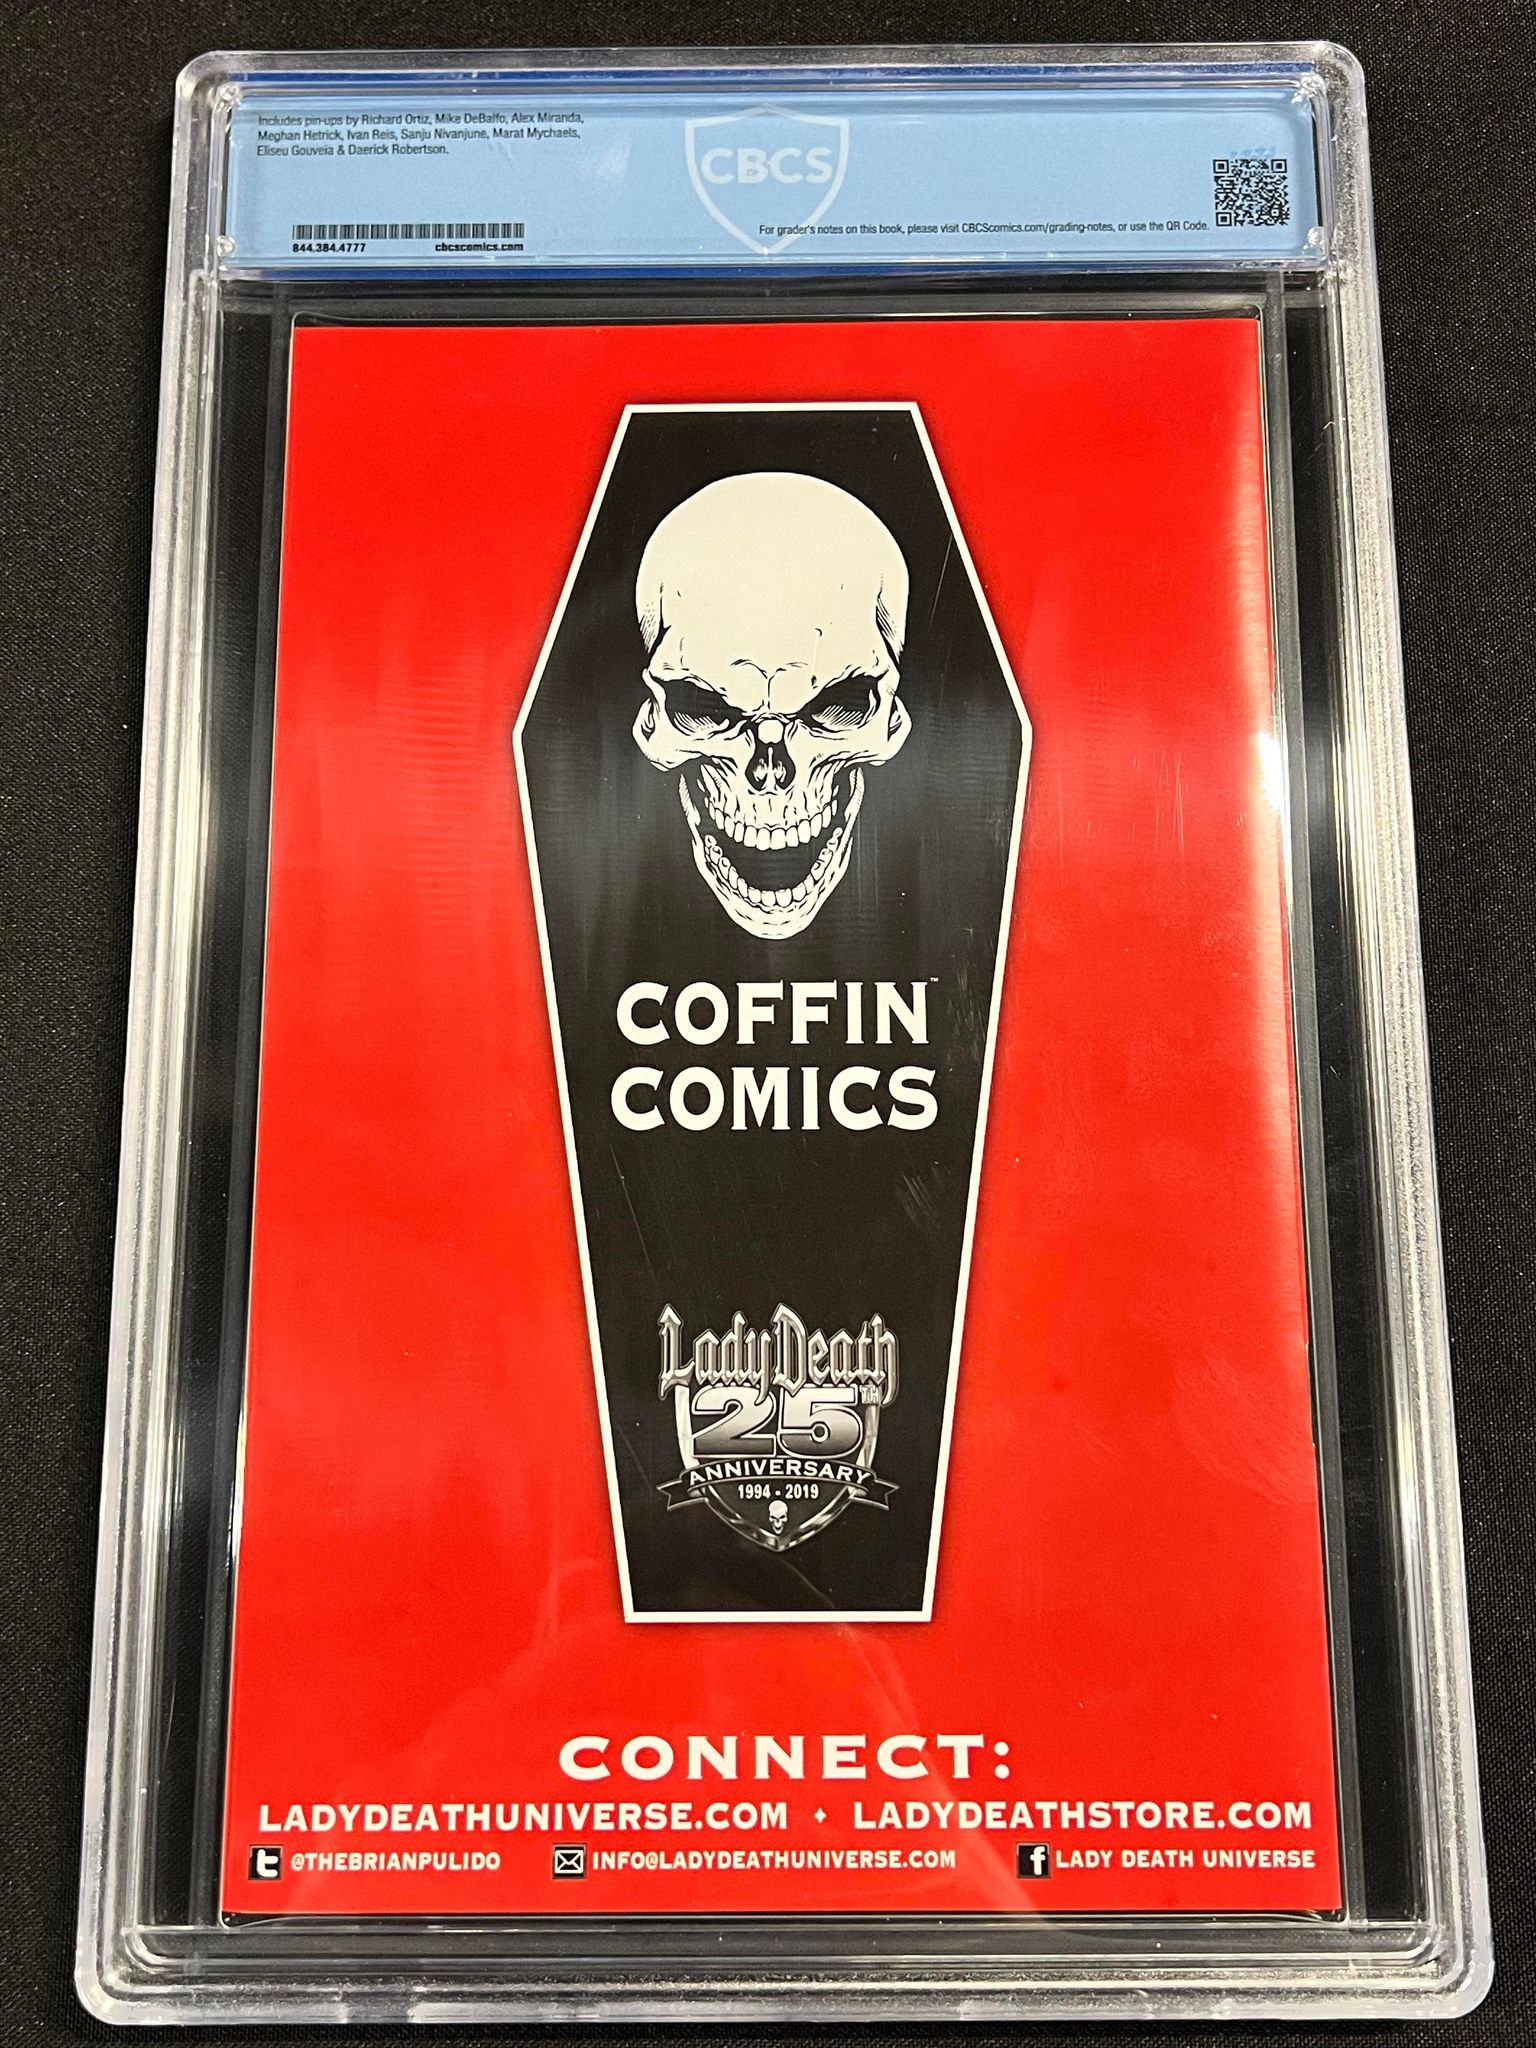 Includes pin-ups by Richard Ortiz, Mike DeBalfo, Alex Miranda,
Meghan Hetrick, Ivan Reis, Sanju Nivanjune, Marat Mychaels,
Eliseu Gouveia & Daerick Robertson.
CBCS
844.384.4777 cbcscomics.com
For grader's notes on this book, please visit CBCScomics.com/grading-notes, or use the QR Code.
COFFIN™
COMICS
Lady Death
25TH
ANNIVERSARY
1994 - 2019
CONNECT:
LADYDEATHUNIVERSE.COM • LADYDEATHSTORE.COM
@THEBRIANPULIDO INFO@LADYDEATHUNIVERSE.COM f LADY DEATH UNIVERSE